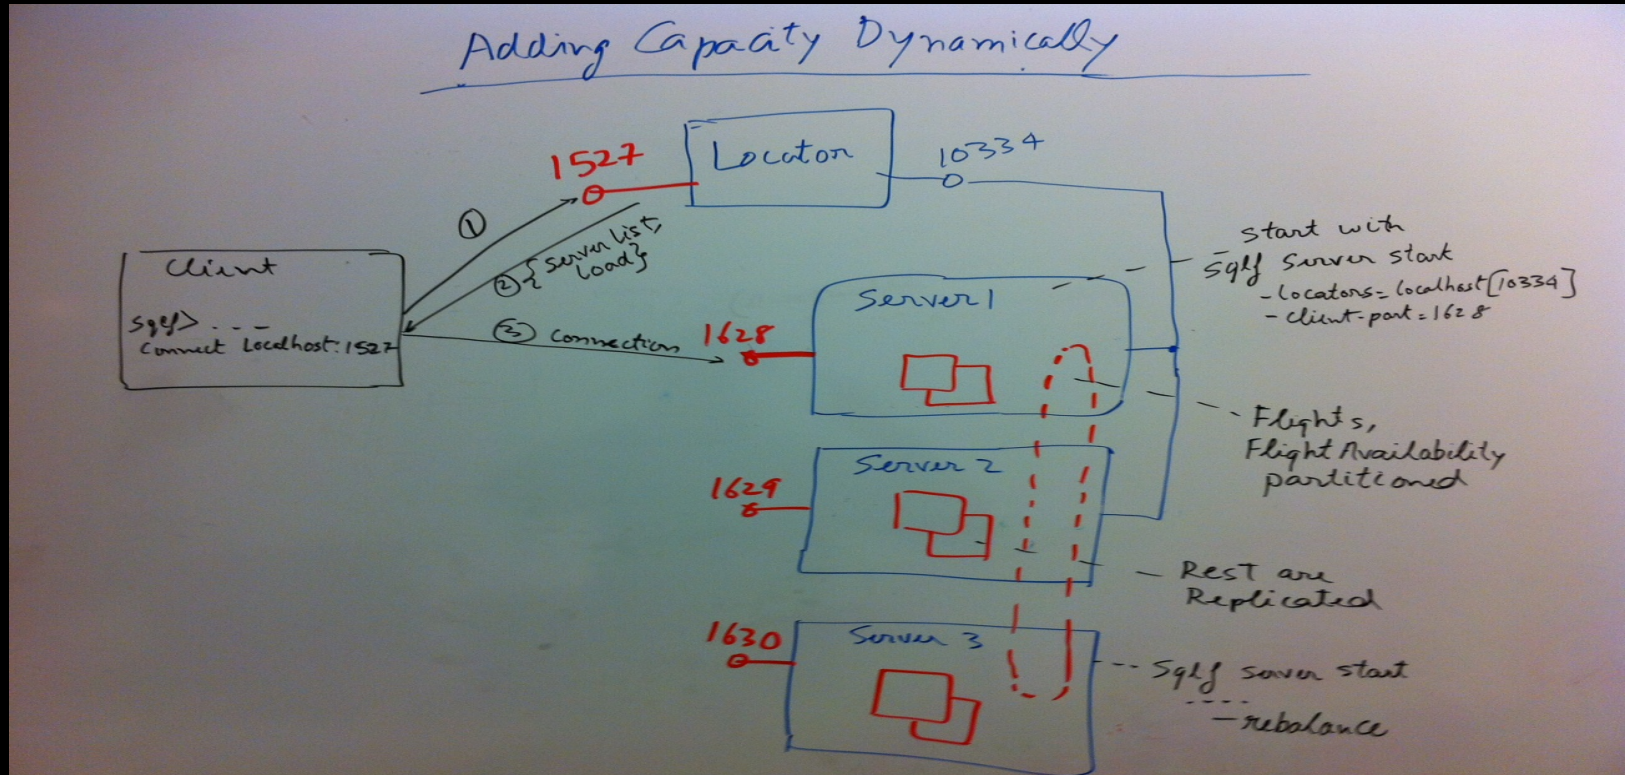 Adding Capacity Dynamically
1527
Locator
10334
①
② {server list,
load}
Client
sqlf> . . . _
Connect Localhost:1527
③ connection
1628
Server 1
start with
Sqlf server start
- locators=localhost[10334]
- client-port=1628
Flights,
Flight Availability
partitioned
1629
Server 2
Rest are
Replicated
1630
Server 3
Sqlf server start
- - - -
-rebalance